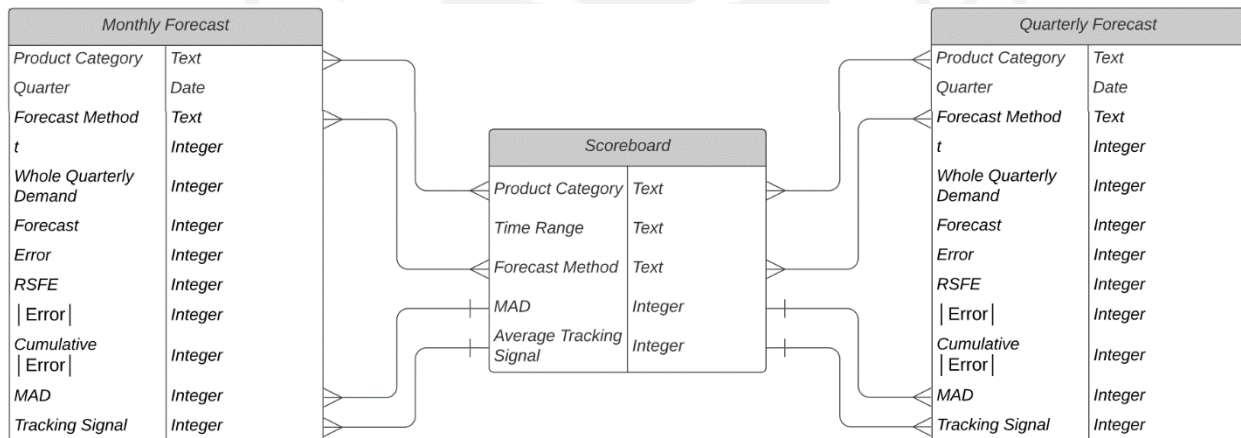 Monthly Forecast
Product Category Text
Quarter Date
Forecast Method Text
t Integer
Whole Quarterly
Demand Integer
Forecast Integer
Error Integer
RSFE Integer
|Error| Integer
Cumulative
|Error| Integer
MAD Integer
Tracking Signal Integer
Scoreboard
Product Category Text
Time Range Text
Forecast Method Text
MAD Integer
Average Tracking
Signal Integer
Quarterly Forecast
Product Category Text
Quarter Date
Forecast Method Text
t Integer
Whole Quarterly
Demand Integer
Forecast Integer
Error Integer
RSFE Integer
|Error| Integer
Cumulative
|Error| Integer
MAD Integer
Tracking Signal Integer